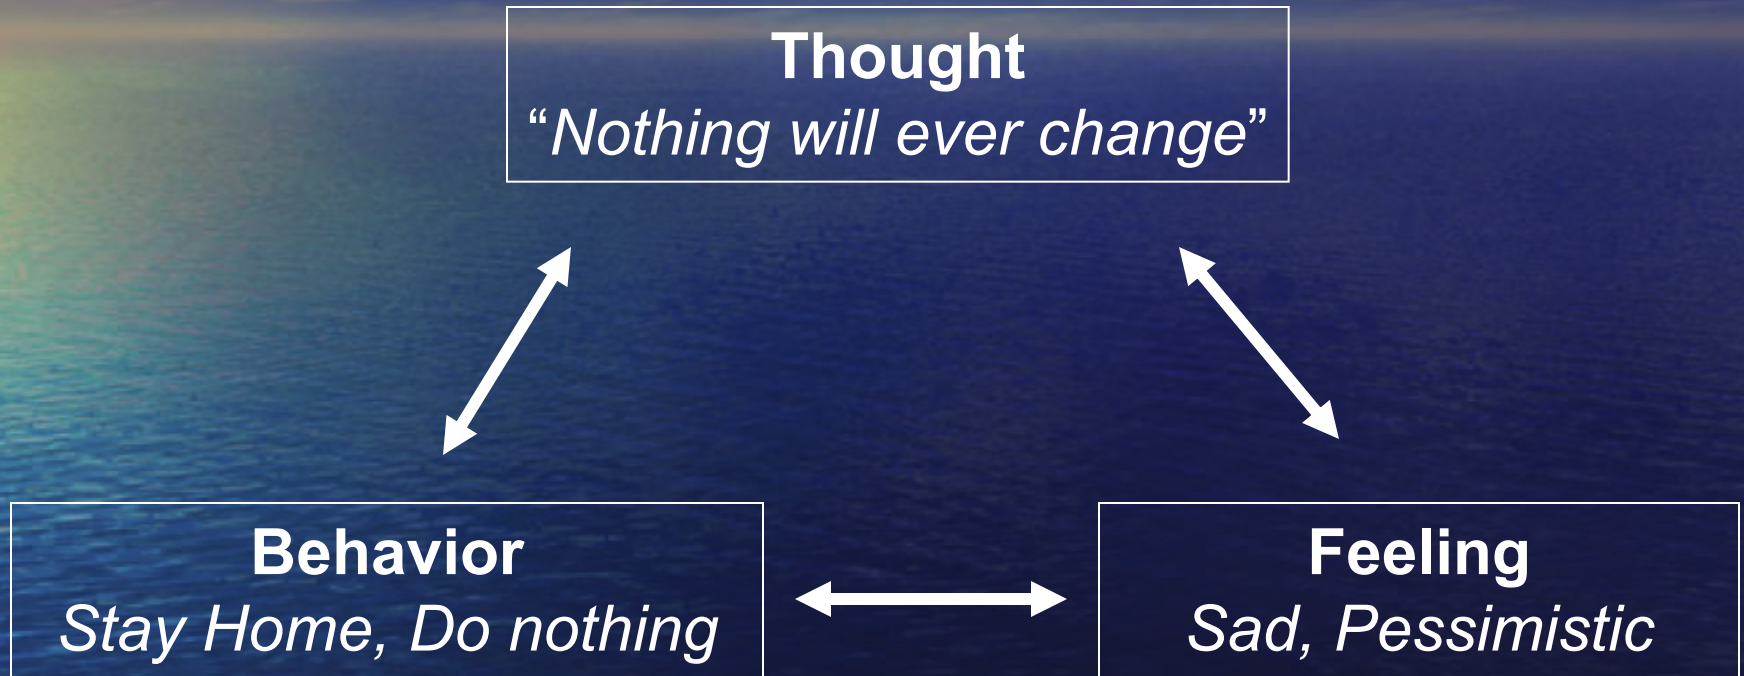 Thought
“Nothing will ever change”
Behavior
Stay Home, Do nothing
Feeling
Sad, Pessimistic